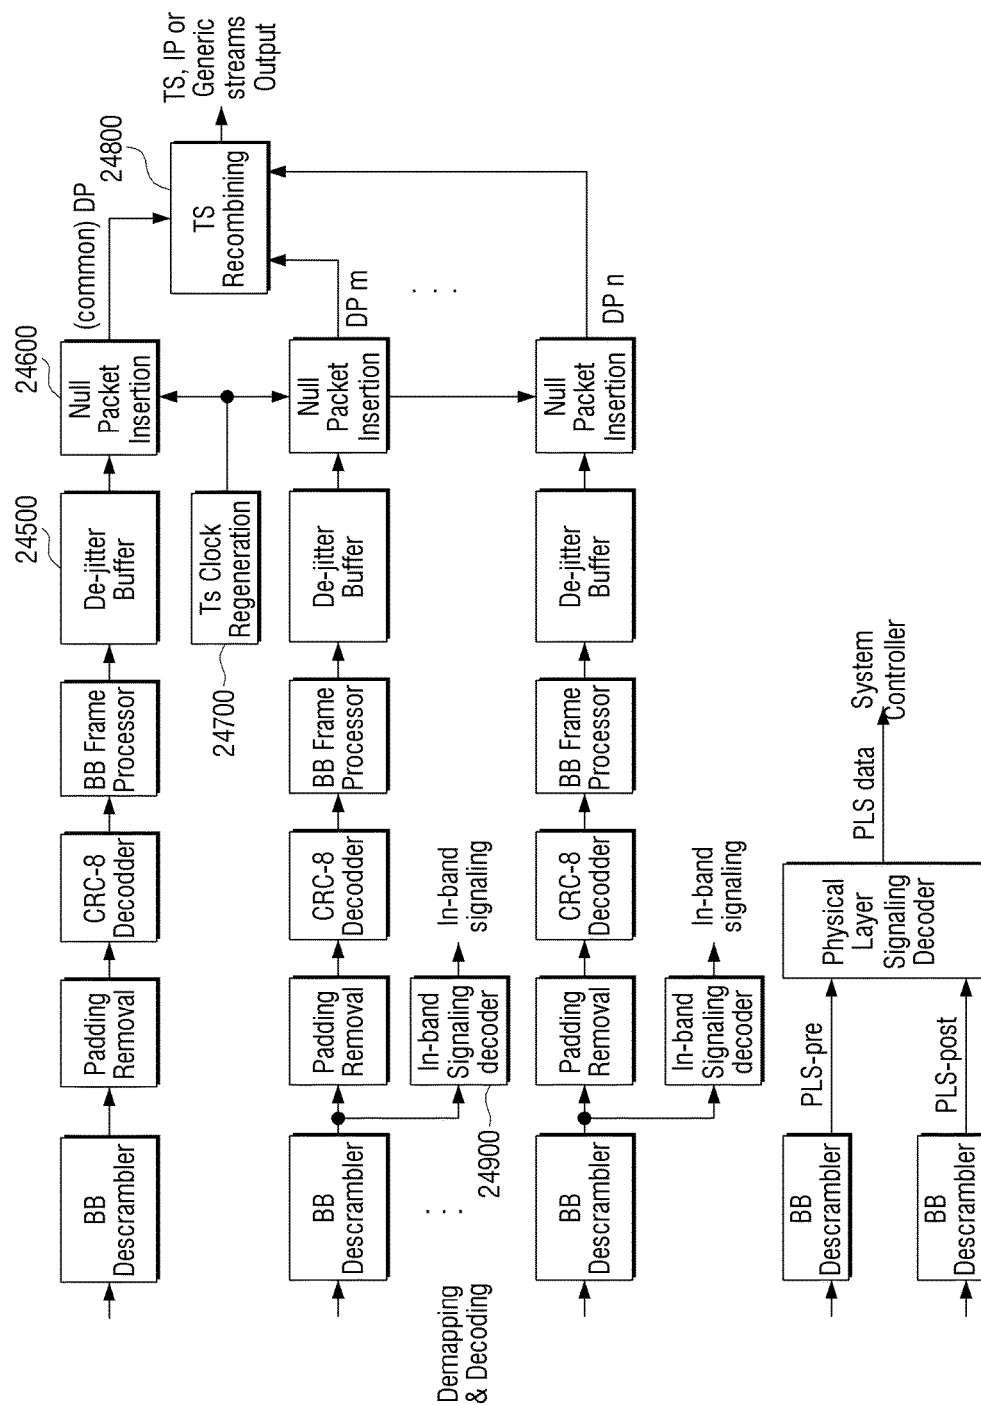 BB
Descrambler
Padding
Removal
CRC-8
Decodder
BB Frame
Processor
24500
De-jitter
Buffer
24600
Null
Packet
Insertion
(common) DP
24800
TS
Recombining
TS, IP or
Generic
streams
Output
24700
Ts Clock
Regeneration
BB
Descrambler
Padding
Removal
CRC-8
Decodder
BB Frame
Processor
De-jitter
Buffer
Null
Packet
Insertion
DP m
. . .
24900
In-band
Signaling
decoder
In-band
signaling
. . .
Demapping
& Decoding
BB
Descrambler
Padding
Removal
CRC-8
Decodder
BB Frame
Processor
De-jitter
Buffer
Null
Packet
Insertion
DP n
In-band
Signaling
decoder
In-band
signaling
BB
Descrambler
PLS-pre
Physical
Layer
Signaling
Decoder
PLS data
System
Controller
BB
Descrambler
PLS-post